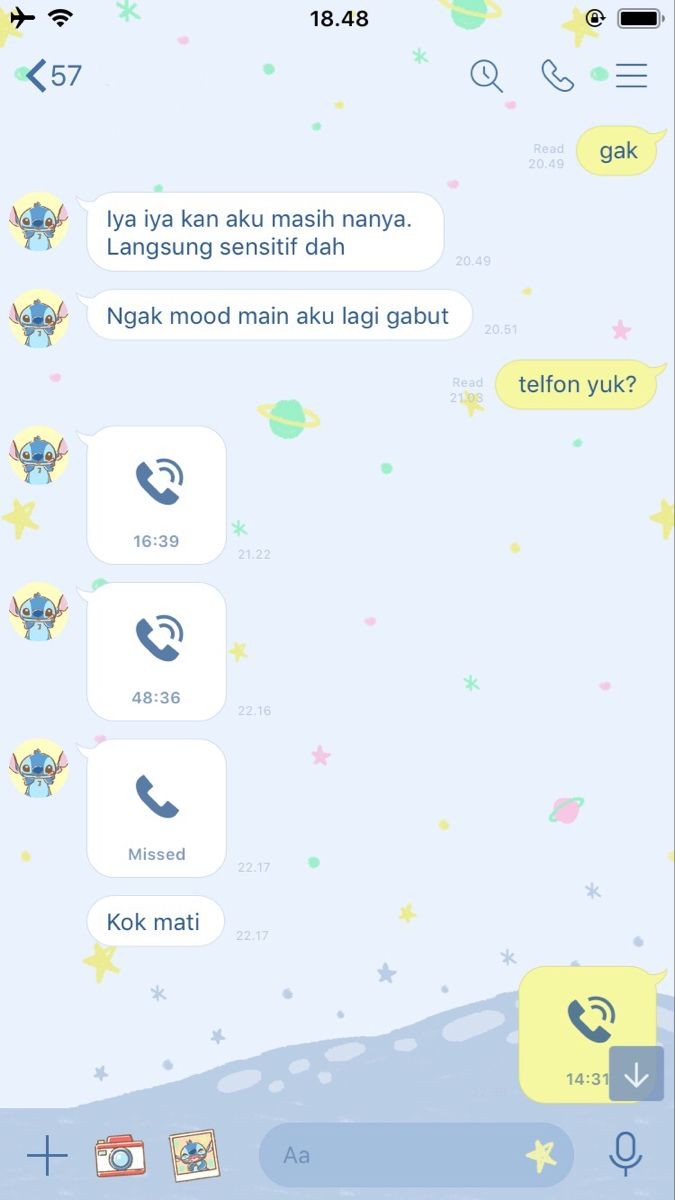 18.48
57
gak
Read
20.49
Iya iya kan aku masih nanya.
Langsung sensitif dah
20.49
Ngak mood main aku lagi gabut
20.51
telfon yuk?
Read
21.03
16:39
21.22
48:36
22.16
Missed
22.17
Kok mati
22.17
14:31
Aa